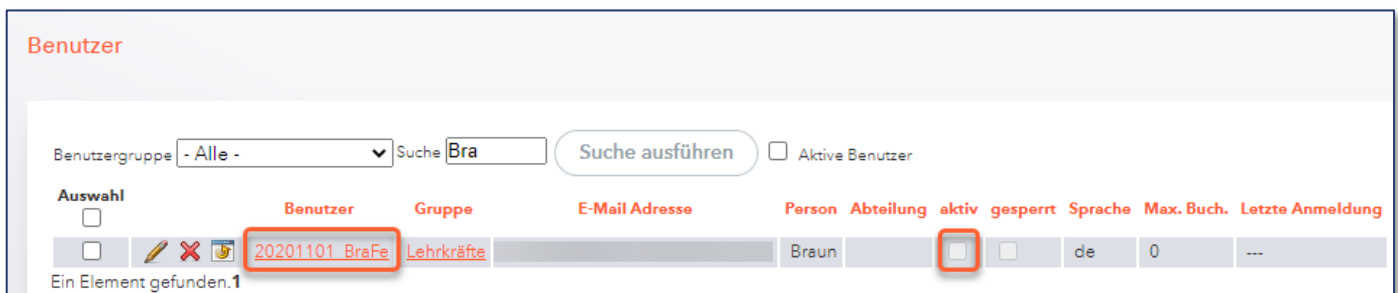 Benutzer
Benutzergruppe - Alle - Suche Bra Suche ausführen Aktive Benutzer
Auswahl
Benutzer Gruppe E-Mail Adresse Person Abteilung aktiv gesperrt Sprache Max. Buch. Letzte Anmeldung
20201101_BraFe Lehrkräfte Braun de 0 ---
Ein Element gefunden.1